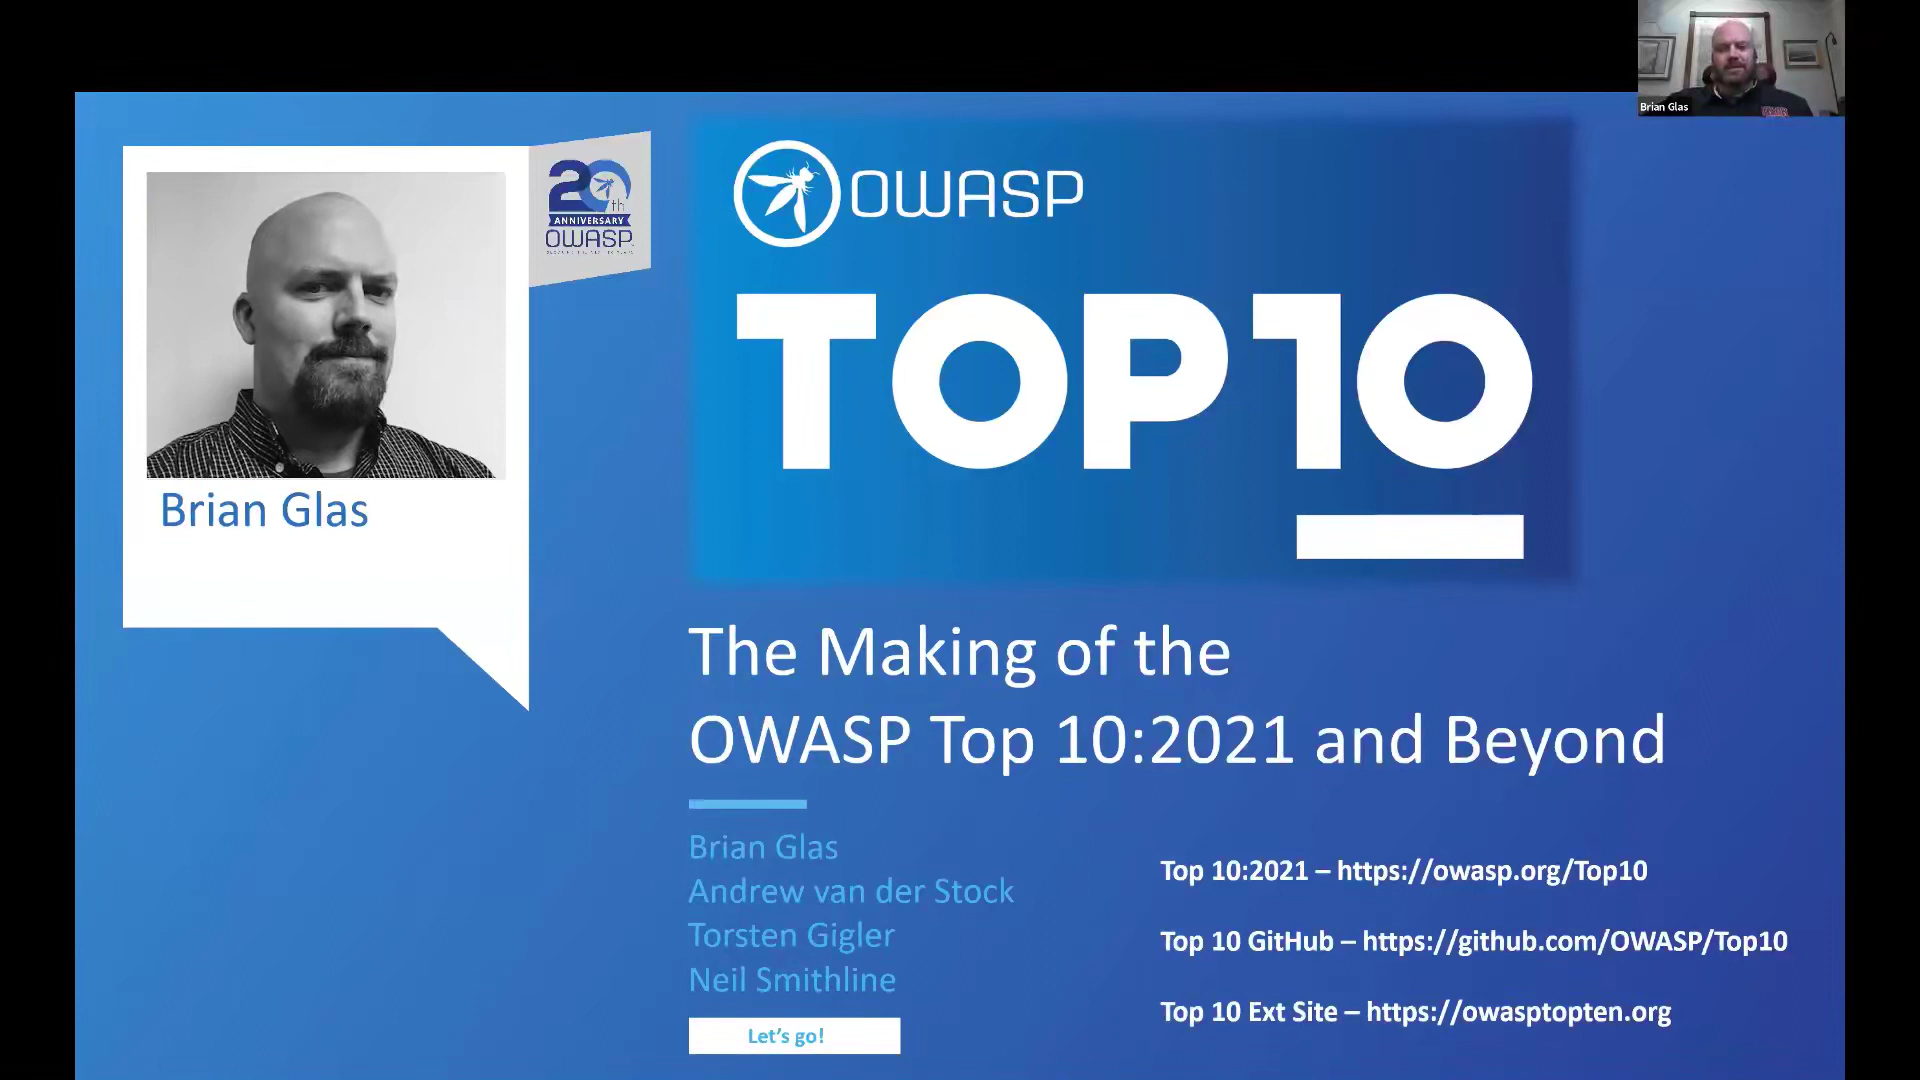 Brian Glas
20th
ANNIVERSARY
OWASP
OWASP
TOP10
Brian Glas
The Making of the
OWASP Top 10:2021 and Beyond
Brian Glas
Andrew van der Stock
Torsten Gigler
Neil Smithline
Let's go!
Top 10:2021 – https://owasp.org/Top10
Top 10 GitHub – https://github.com/OWASP/Top10
Top 10 Ext Site – https://owasptopten.org